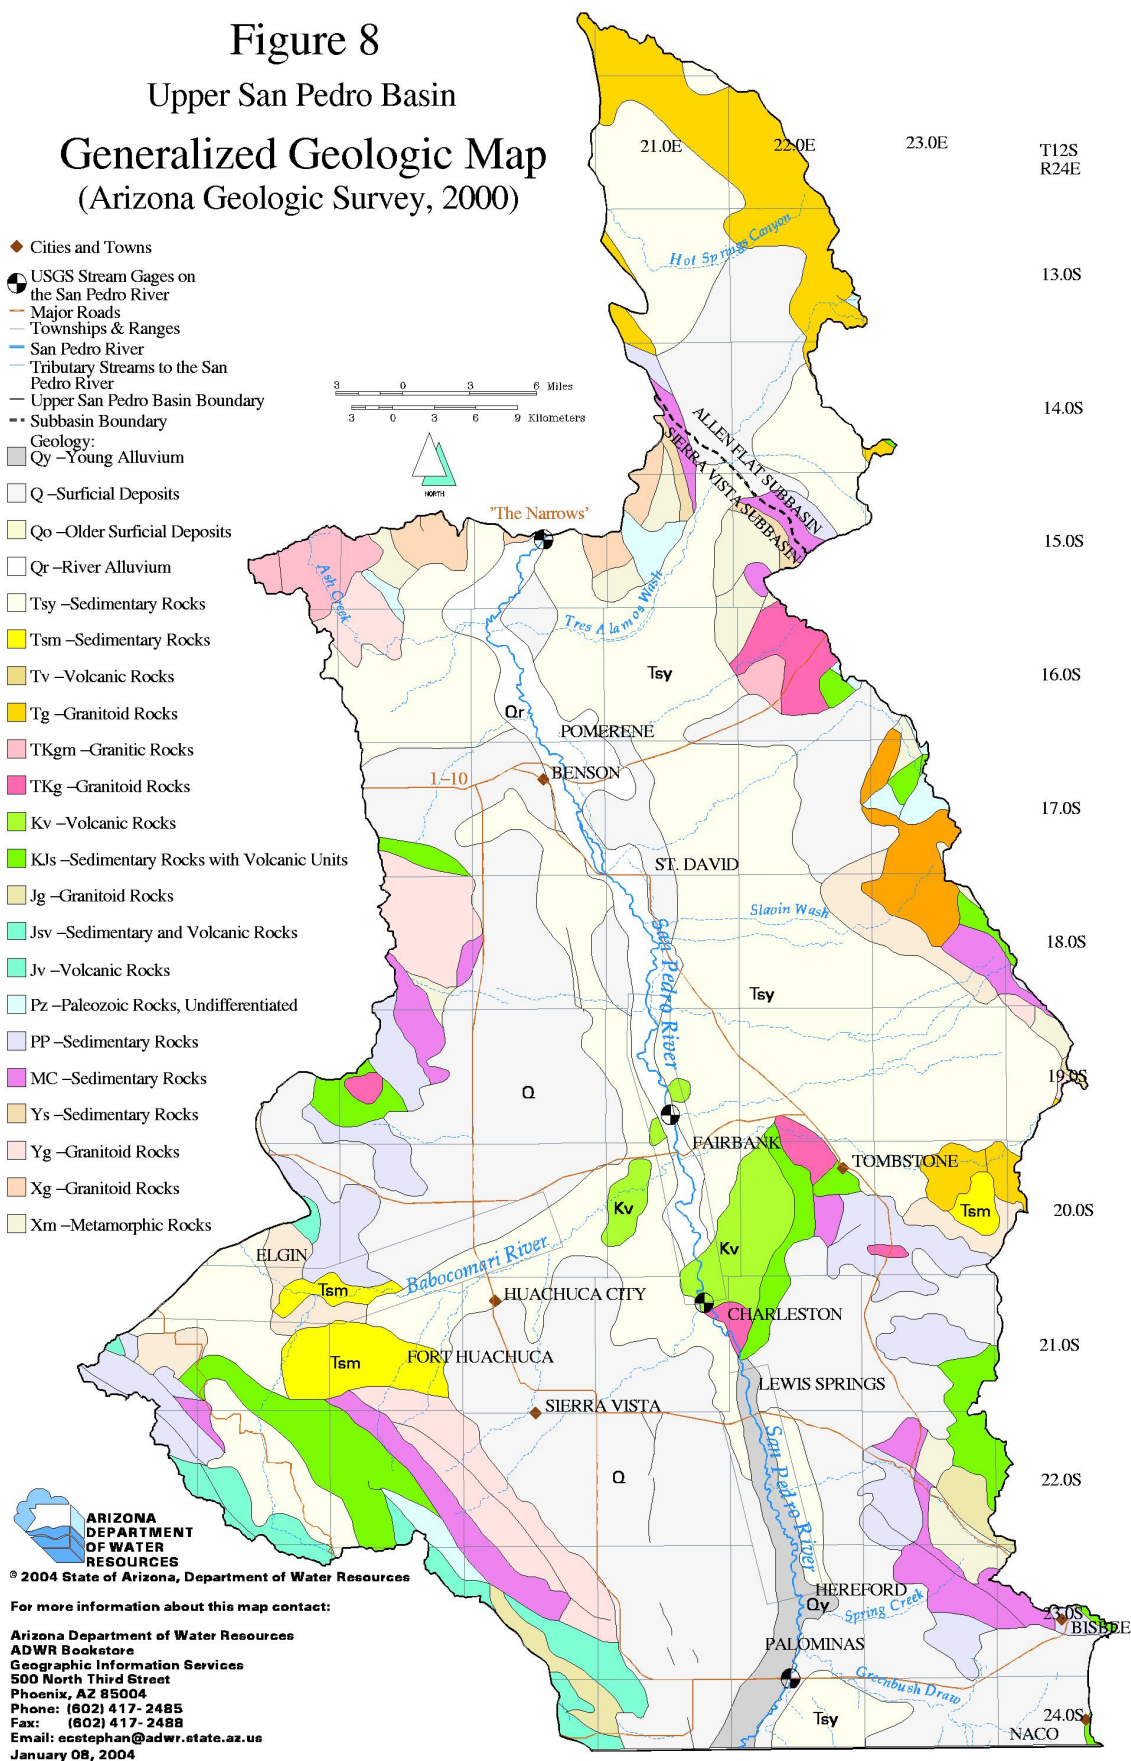 Figure 8
Upper San Pedro Basin
Generalized Geologic Map
(Arizona Geologic Survey, 2000)
21.0E
22.0E
23.0E
T12S
R24E
Cities and Towns
USGS Stream Gages on
the San Pedro River
Major Roads
Townships & Ranges
San Pedro River
Tributary Streams to the San
Pedro River
Upper San Pedro Basin Boundary
Subbasin Boundary
Geology:
Qy –Young Alluvium
Q –Surficial Deposits
Qo –Older Surficial Deposits
Qr –River Alluvium
Tsy –Sedimentary Rocks
Tsm –Sedimentary Rocks
Tv –Volcanic Rocks
Tg –Granitoid Rocks
TKgm –Granitic Rocks
TKg –Granitoid Rocks
Kv –Volcanic Rocks
KJs –Sedimentary Rocks with Volcanic Units
Jg –Granitoid Rocks
Jsv –Sedimentary and Volcanic Rocks
Jv –Volcanic Rocks
Pz –Paleozoic Rocks, Undifferentiated
PP –Sedimentary Rocks
MC –Sedimentary Rocks
Ys –Sedimentary Rocks
Yg –Granitoid Rocks
Xg –Granitoid Rocks
Xm –Metamorphic Rocks
3 0 3 6 Miles
3 0 3 6 9 Kilometers
NORTH
Hot Springs Canyon
13.0S
14.0S
ALLEN FLAT SUBBASIN
SIERRA VISTA SUBBASIN
'The Narrows'
15.0S
Ash Creek
Tres Alamos Wash
Tsy
16.0S
Qr
POMERENE
I–10
BENSON
17.0S
ST. DAVID
Slavin Wash
18.0S
San Pedro River
Tsy
19.0S
Q
FAIRBANK
TOMBSTONE
Kv
Tsm
20.0S
Kv
ELGIN
Babocomari River
Tsm
HUACHUCA CITY
CHARLESTON
21.0S
Tsm
FORT HUACHUCA
LEWIS SPRINGS
SIERRA VISTA
San Pedro River
Q
22.0S
HEREFORD
Qy
Spring Creek
23.0S
BISBEE
PALOMINAS
Greenbush Draw
Tsy
24.0S
NACO
ARIZONA
DEPARTMENT
OF WATER
RESOURCES
© 2004 State of Arizona, Department of Water Resources
For more information about this map contact:
Arizona Department of Water Resources
ADWR Bookstore
Geographic Information Services
500 North Third Street
Phoenix, AZ 85004
Phone: (602) 417- 2485
Fax: (602) 417- 2488
Email: ecstephan@adwr.state.az.us
January 08, 2004